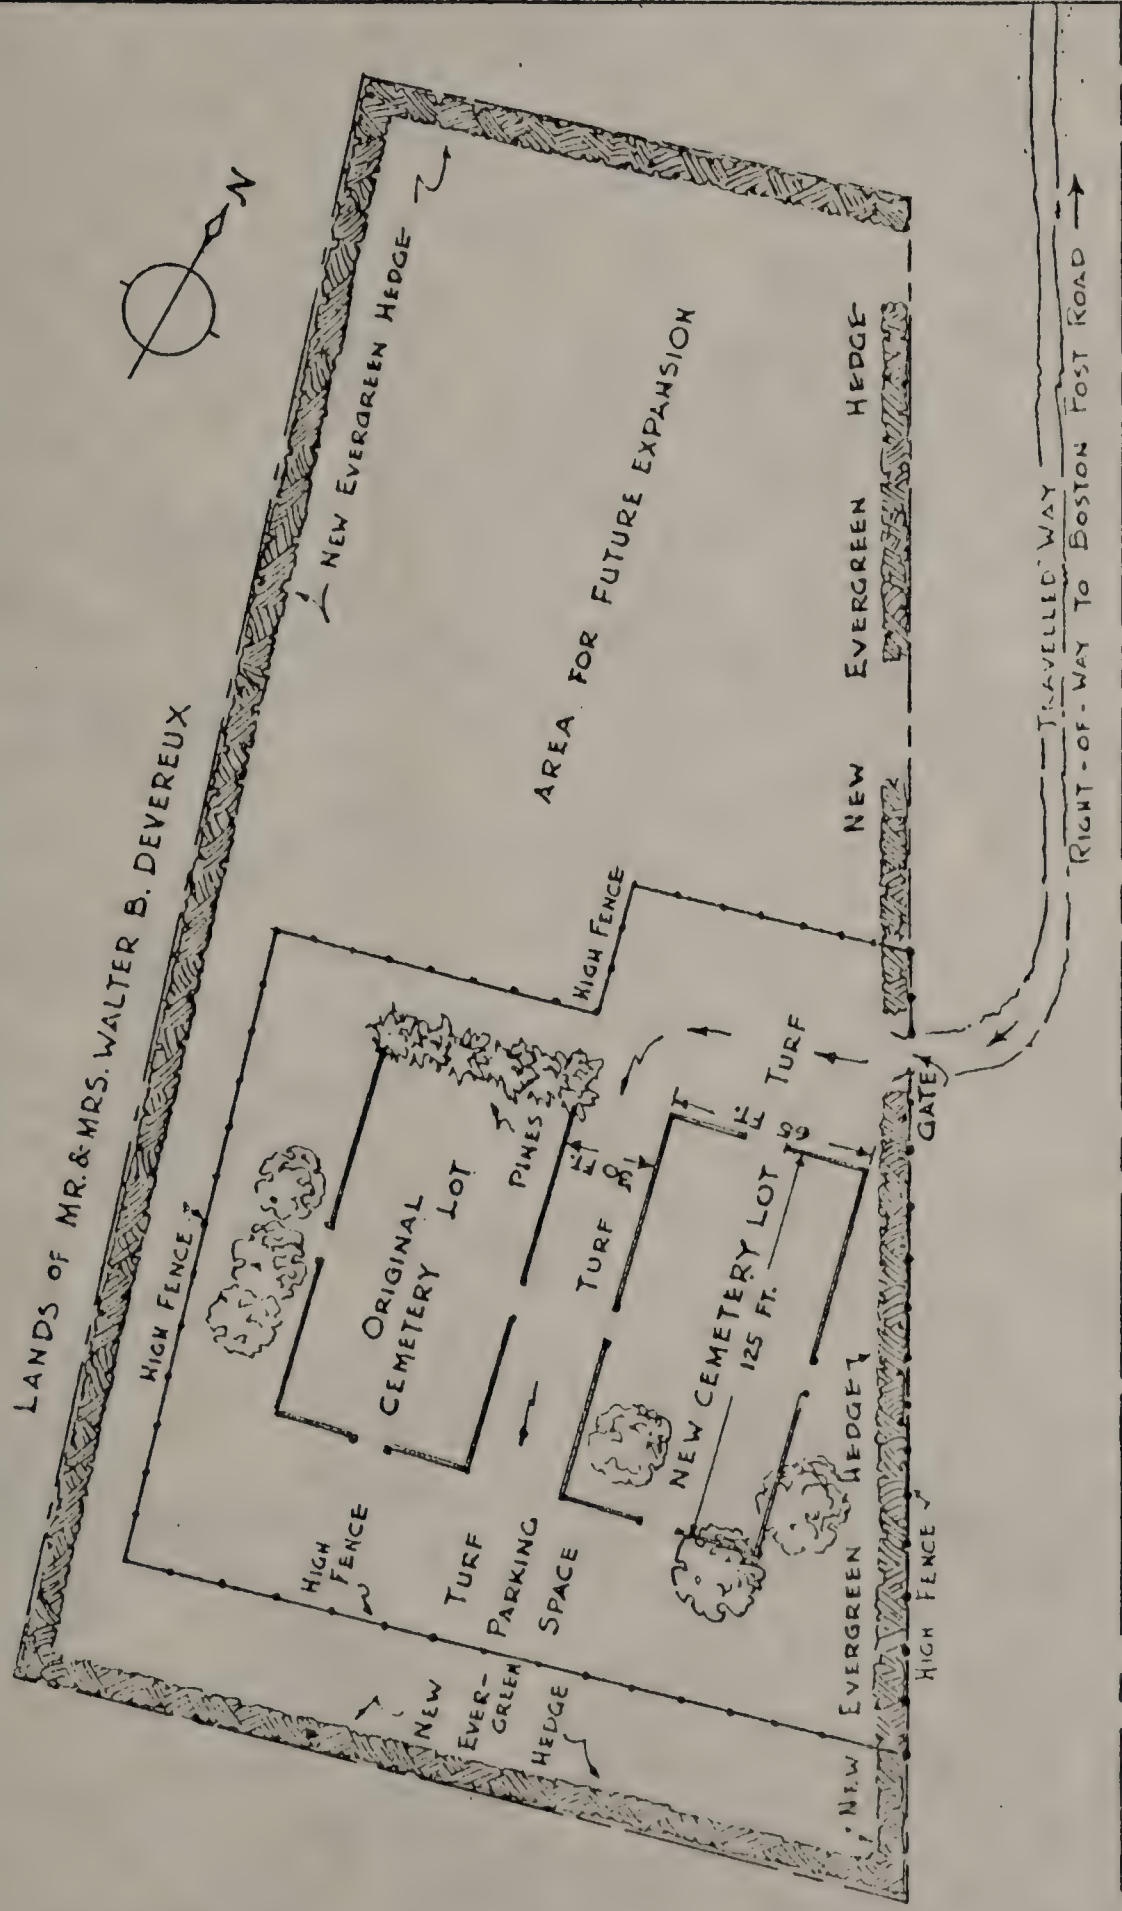 LANDS OF MR. & MRS. WALTER B. DEVEREUX
N
NEW EVERGREEN HEDGE
AREA FOR FUTURE EXPANSION
NEW EVERGREEN HEDGE
TRAVELLED WAY
RIGHT-OF-WAY TO BOSTON POST ROAD
HIGH FENCE
HIGH FENCE
PINES
ORIGINAL
CEMETERY LOT
TURF
TURF
GATE
NEW CEMETERY LOT
125 FT.
HIGH
FENCE
TURF
PARKING
SPACE
NEW
EVER-
GREEN
HEDGE
NEW EVERGREEN HEDGE
HIGH FENCE